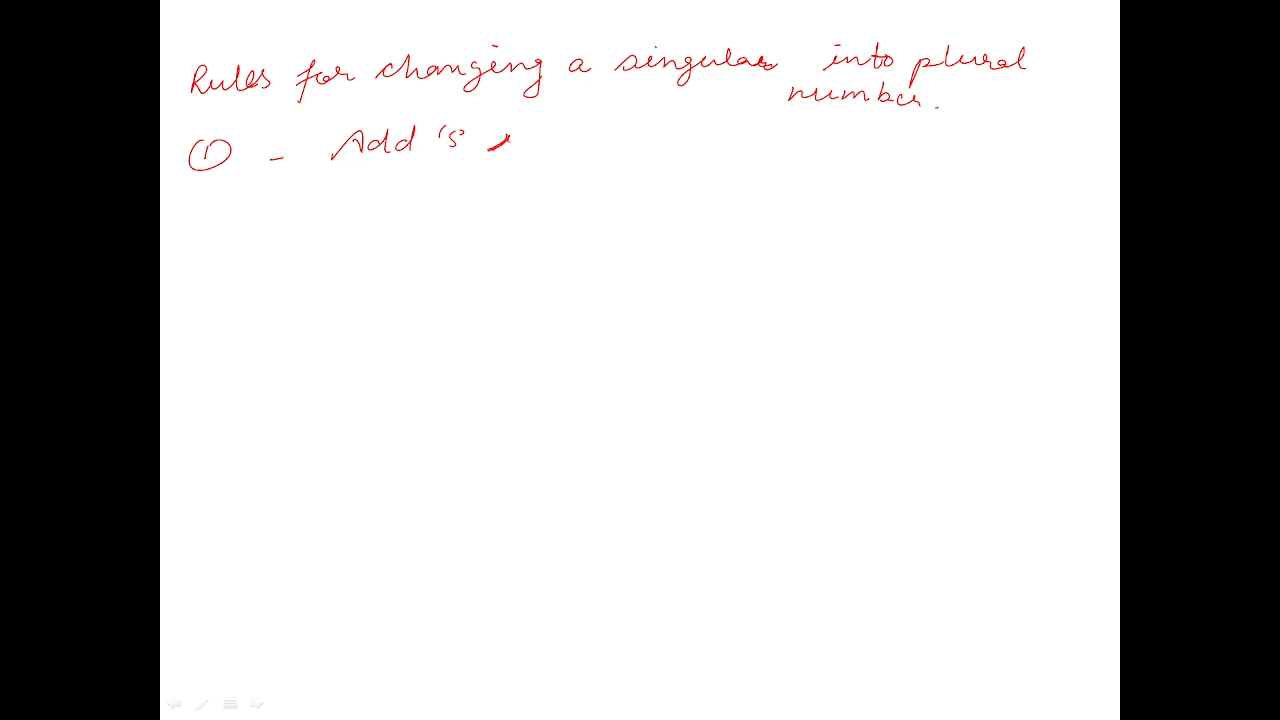 Rules for changing a singular into plural
number.
① - Add 's'